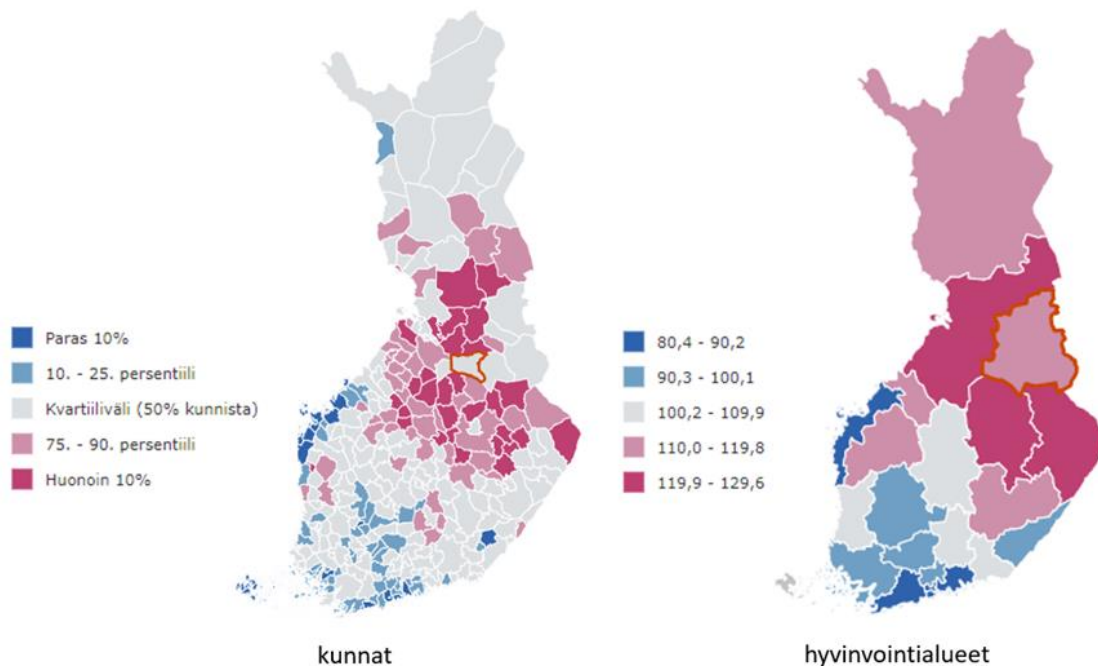 Paras 10%
10. - 25. persentiili
Kvartiiliväli (50% kunnista)
75. - 90. persentiili
Huonoin 10%
80,4 - 90,2
90,3 - 100,1
100,2 - 109,9
110,0 - 119,8
119,9 - 129,6
kunnat
hyvinvointialueet